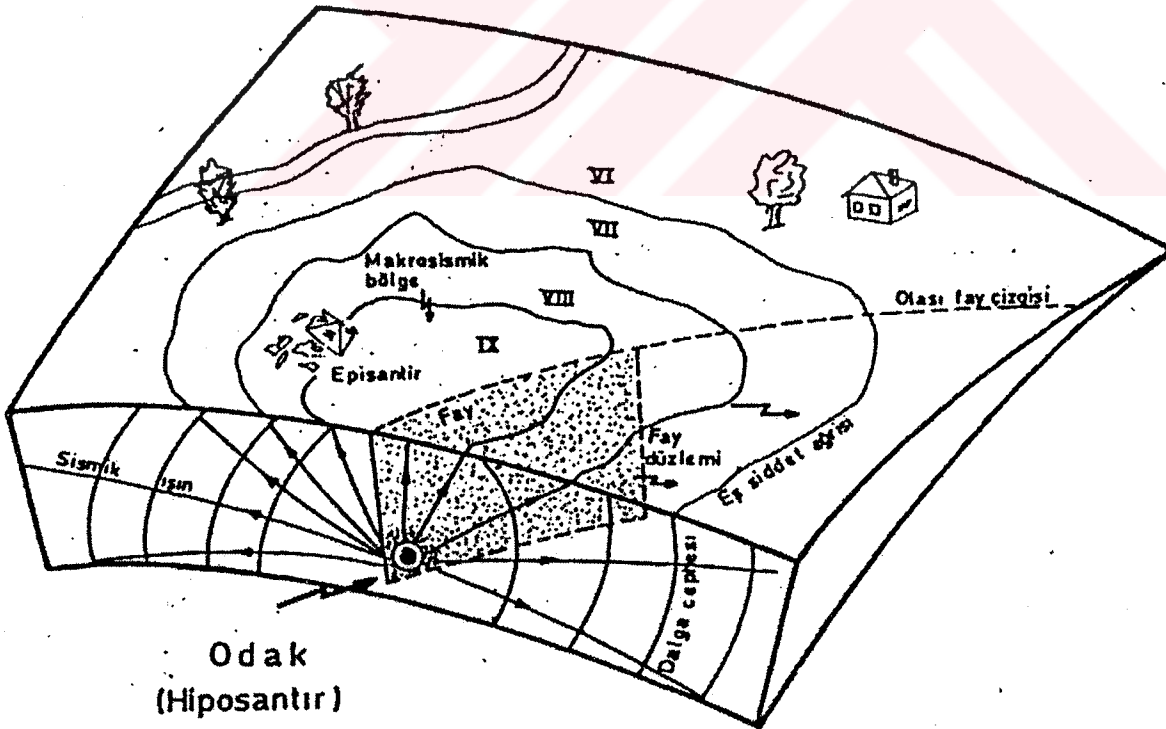 VI
VII
Makrosismik
bölge
VIII
Olası fay çizgisi
IX
Episantir
Fay
Fay
düzlemi
Eş siddet eğrisi
Sismik
ışın
Dalga cephesi
Odak
(Hiposantır)